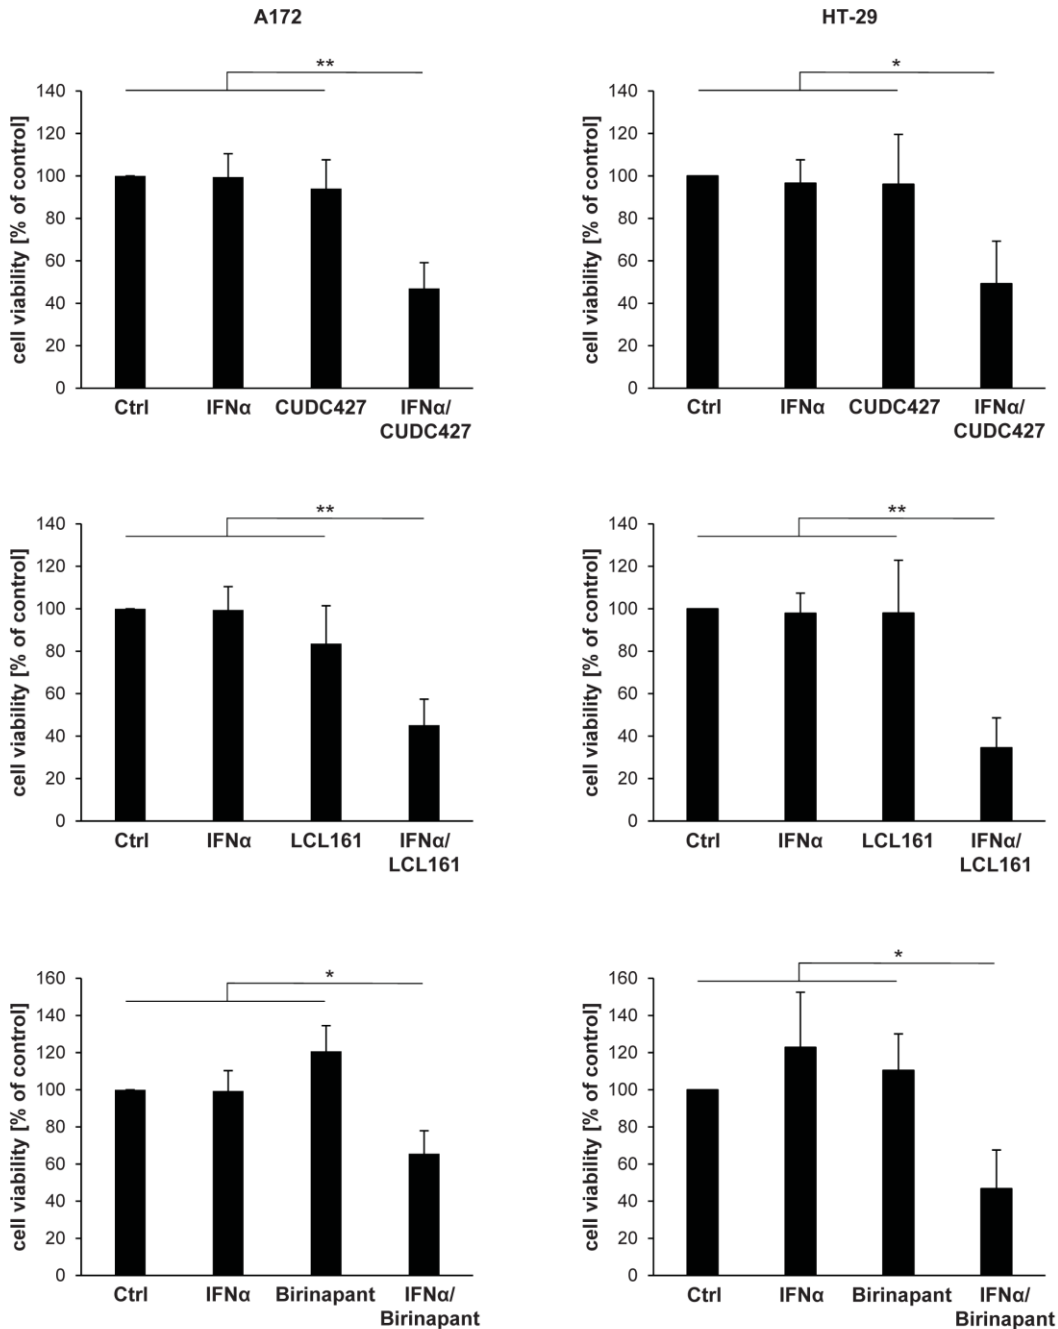 A172
HT-29
**
cell viability [% of control]
140
120
100
80
60
40
20
0
Ctrl
IFNα
CUDC427
IFNα/
CUDC427
*
cell viability [% of control]
140
120
100
80
60
40
20
0
Ctrl
IFNα
CUDC427
IFNα/
CUDC427
**
cell viability [% of control]
140
120
100
80
60
40
20
0
Ctrl
IFNα
LCL161
IFNα/
LCL161
**
cell viability [% of control]
140
120
100
80
60
40
20
0
Ctrl
IFNα
LCL161
IFNα/
LCL161
*
cell viability [% of control]
160
140
120
100
80
60
40
20
0
Ctrl
IFNα
Birinapant
IFNα/
Birinapant
*
cell viability [% of control]
160
140
120
100
80
60
40
20
0
Ctrl
IFNα
Birinapant
IFNα/
Birinapant